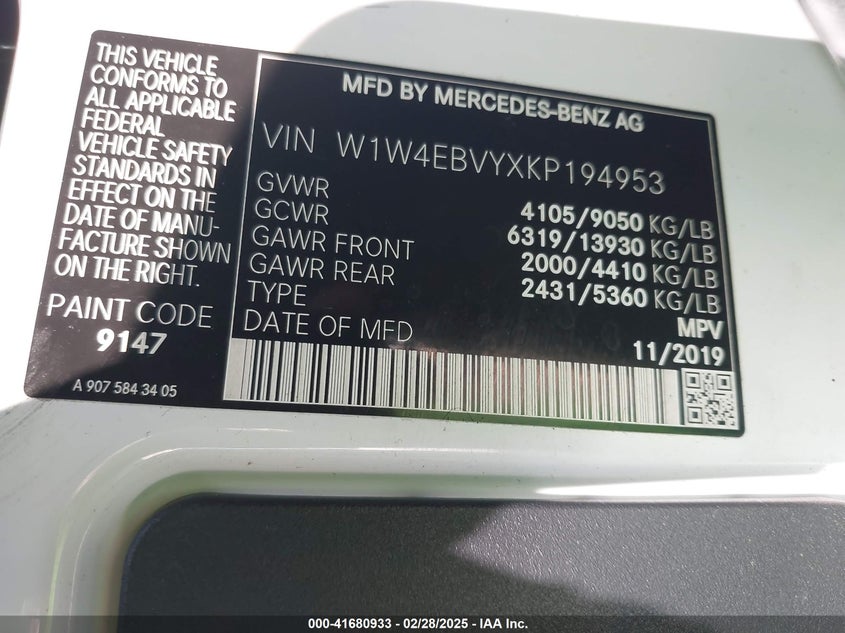 THIS VEHICLE
CONFORMS TO
ALL APPLICABLE
FEDERAL
VEHICLE SAFETY
STANDARDS IN
EFFECT ON THE
DATE OF MANU-
FACTURE SHOWN
ON THE RIGHT.
PAINT CODE
9147
A 907 584 34 05
MFD BY MERCEDES-BENZ AG
VIN W1W4EBVYXKP194953
GVWR 4105/9050 KG/LB
GCWR 6319/13930 KG/LB
GAWR FRONT 2000/4410 KG/LB
GAWR REAR 2431/5360 KG/LB
TYPE MPV
DATE OF MFD 11/2019
000-41680933 - 02/28/2025 - IAA Inc.